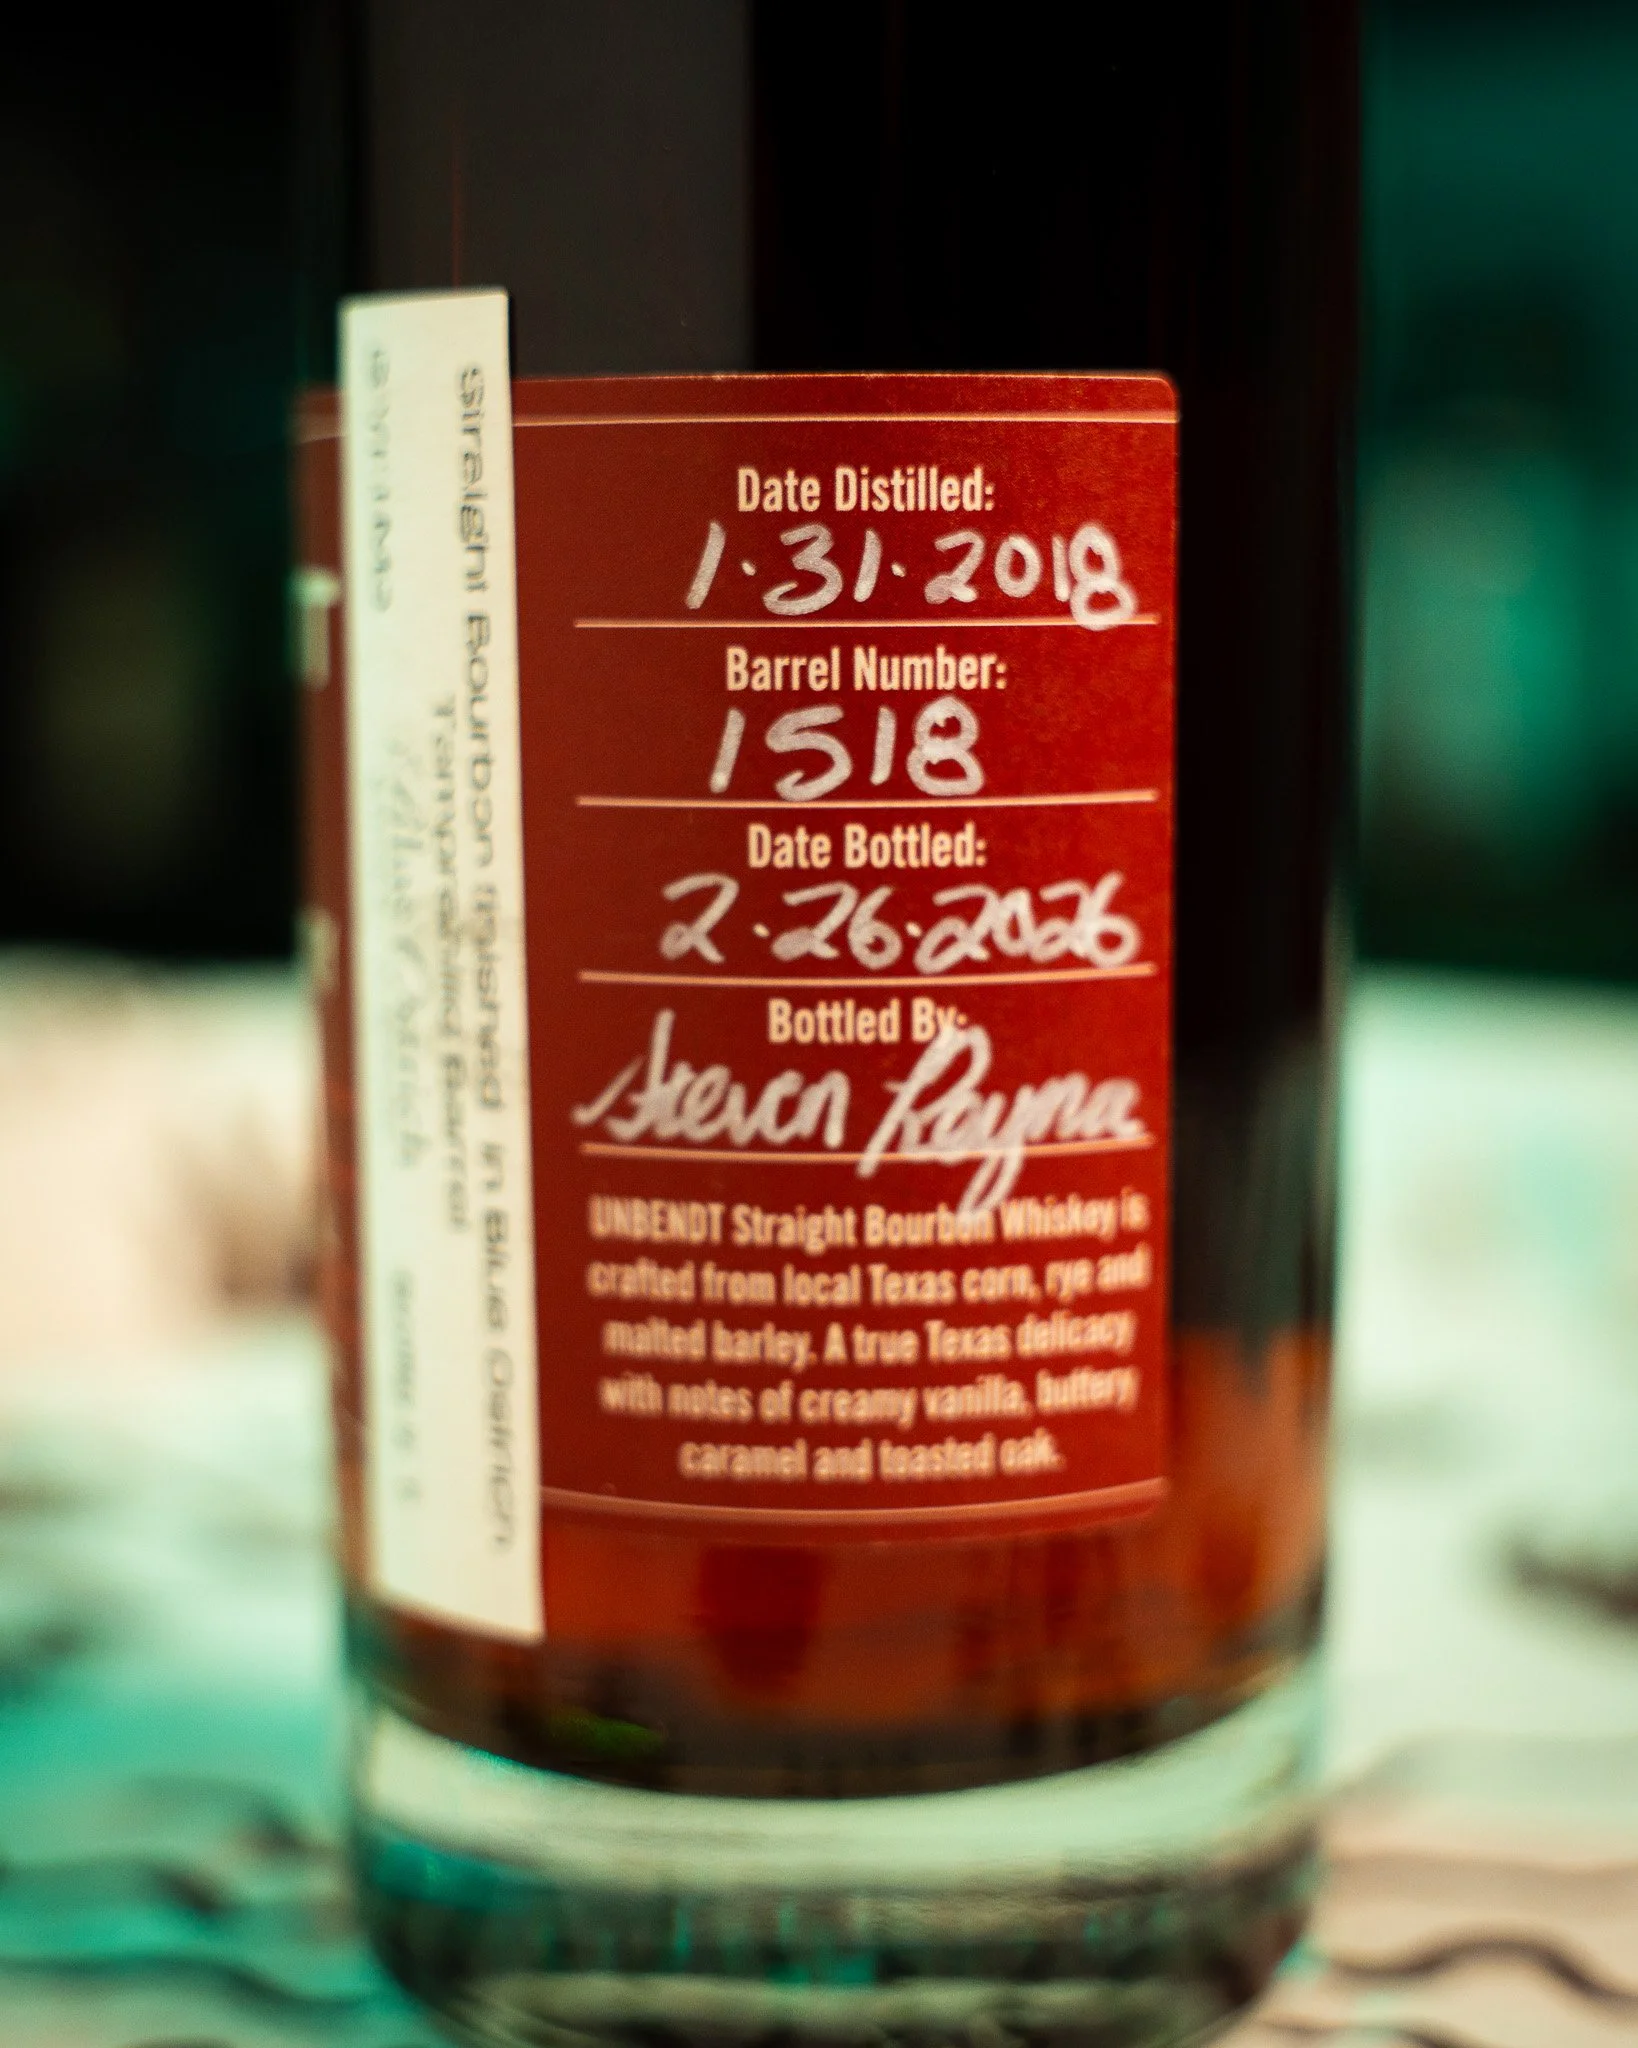 Date Distilled:
1·31·2018
Barrel Number:
1518
Date Bottled:
2·26·2026
Bottled By:
Steven Reyna
UNBENDT Straight Bourbon Whiskey is
crafted from local Texas corn, rye and
malted barley. A true Texas delicacy
with notes of creamy vanilla, buttery
caramel and toasted oak.
Straight Bourbon finished in Blue Ostrich
Tempranillo Barrel